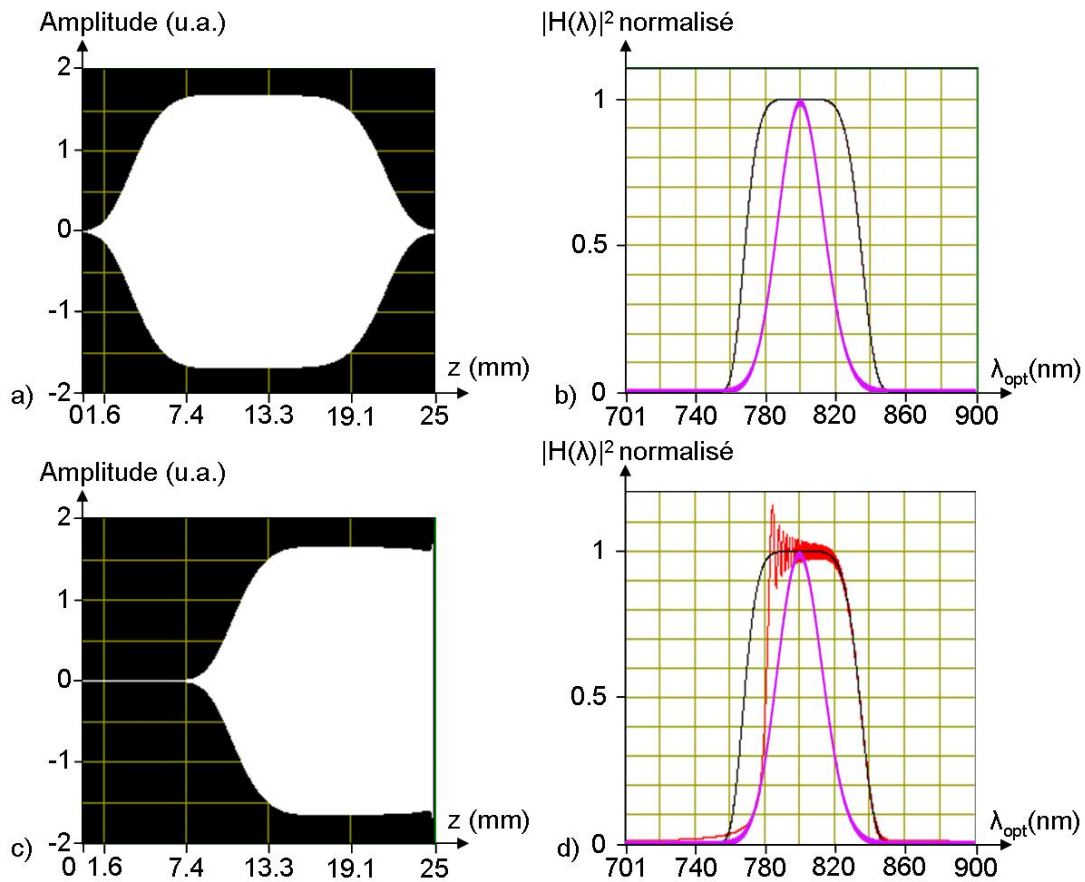 Amplitude (u.a.)
2
1
0
-1
-2
z (mm)
a)
0 1.6 7.4 13.3 19.1 25
|H(λ)|² normalisé
1
0.5
0
λopt(nm)
b)
701 740 780 820 860 900
Amplitude (u.a.)
2
1
0
-1
-2
z (mm)
c)
0 1.6 7.4 13.3 19.1 25
|H(λ)|² normalisé
1
0.5
0
λopt(nm)
d)
701 740 780 820 860 900